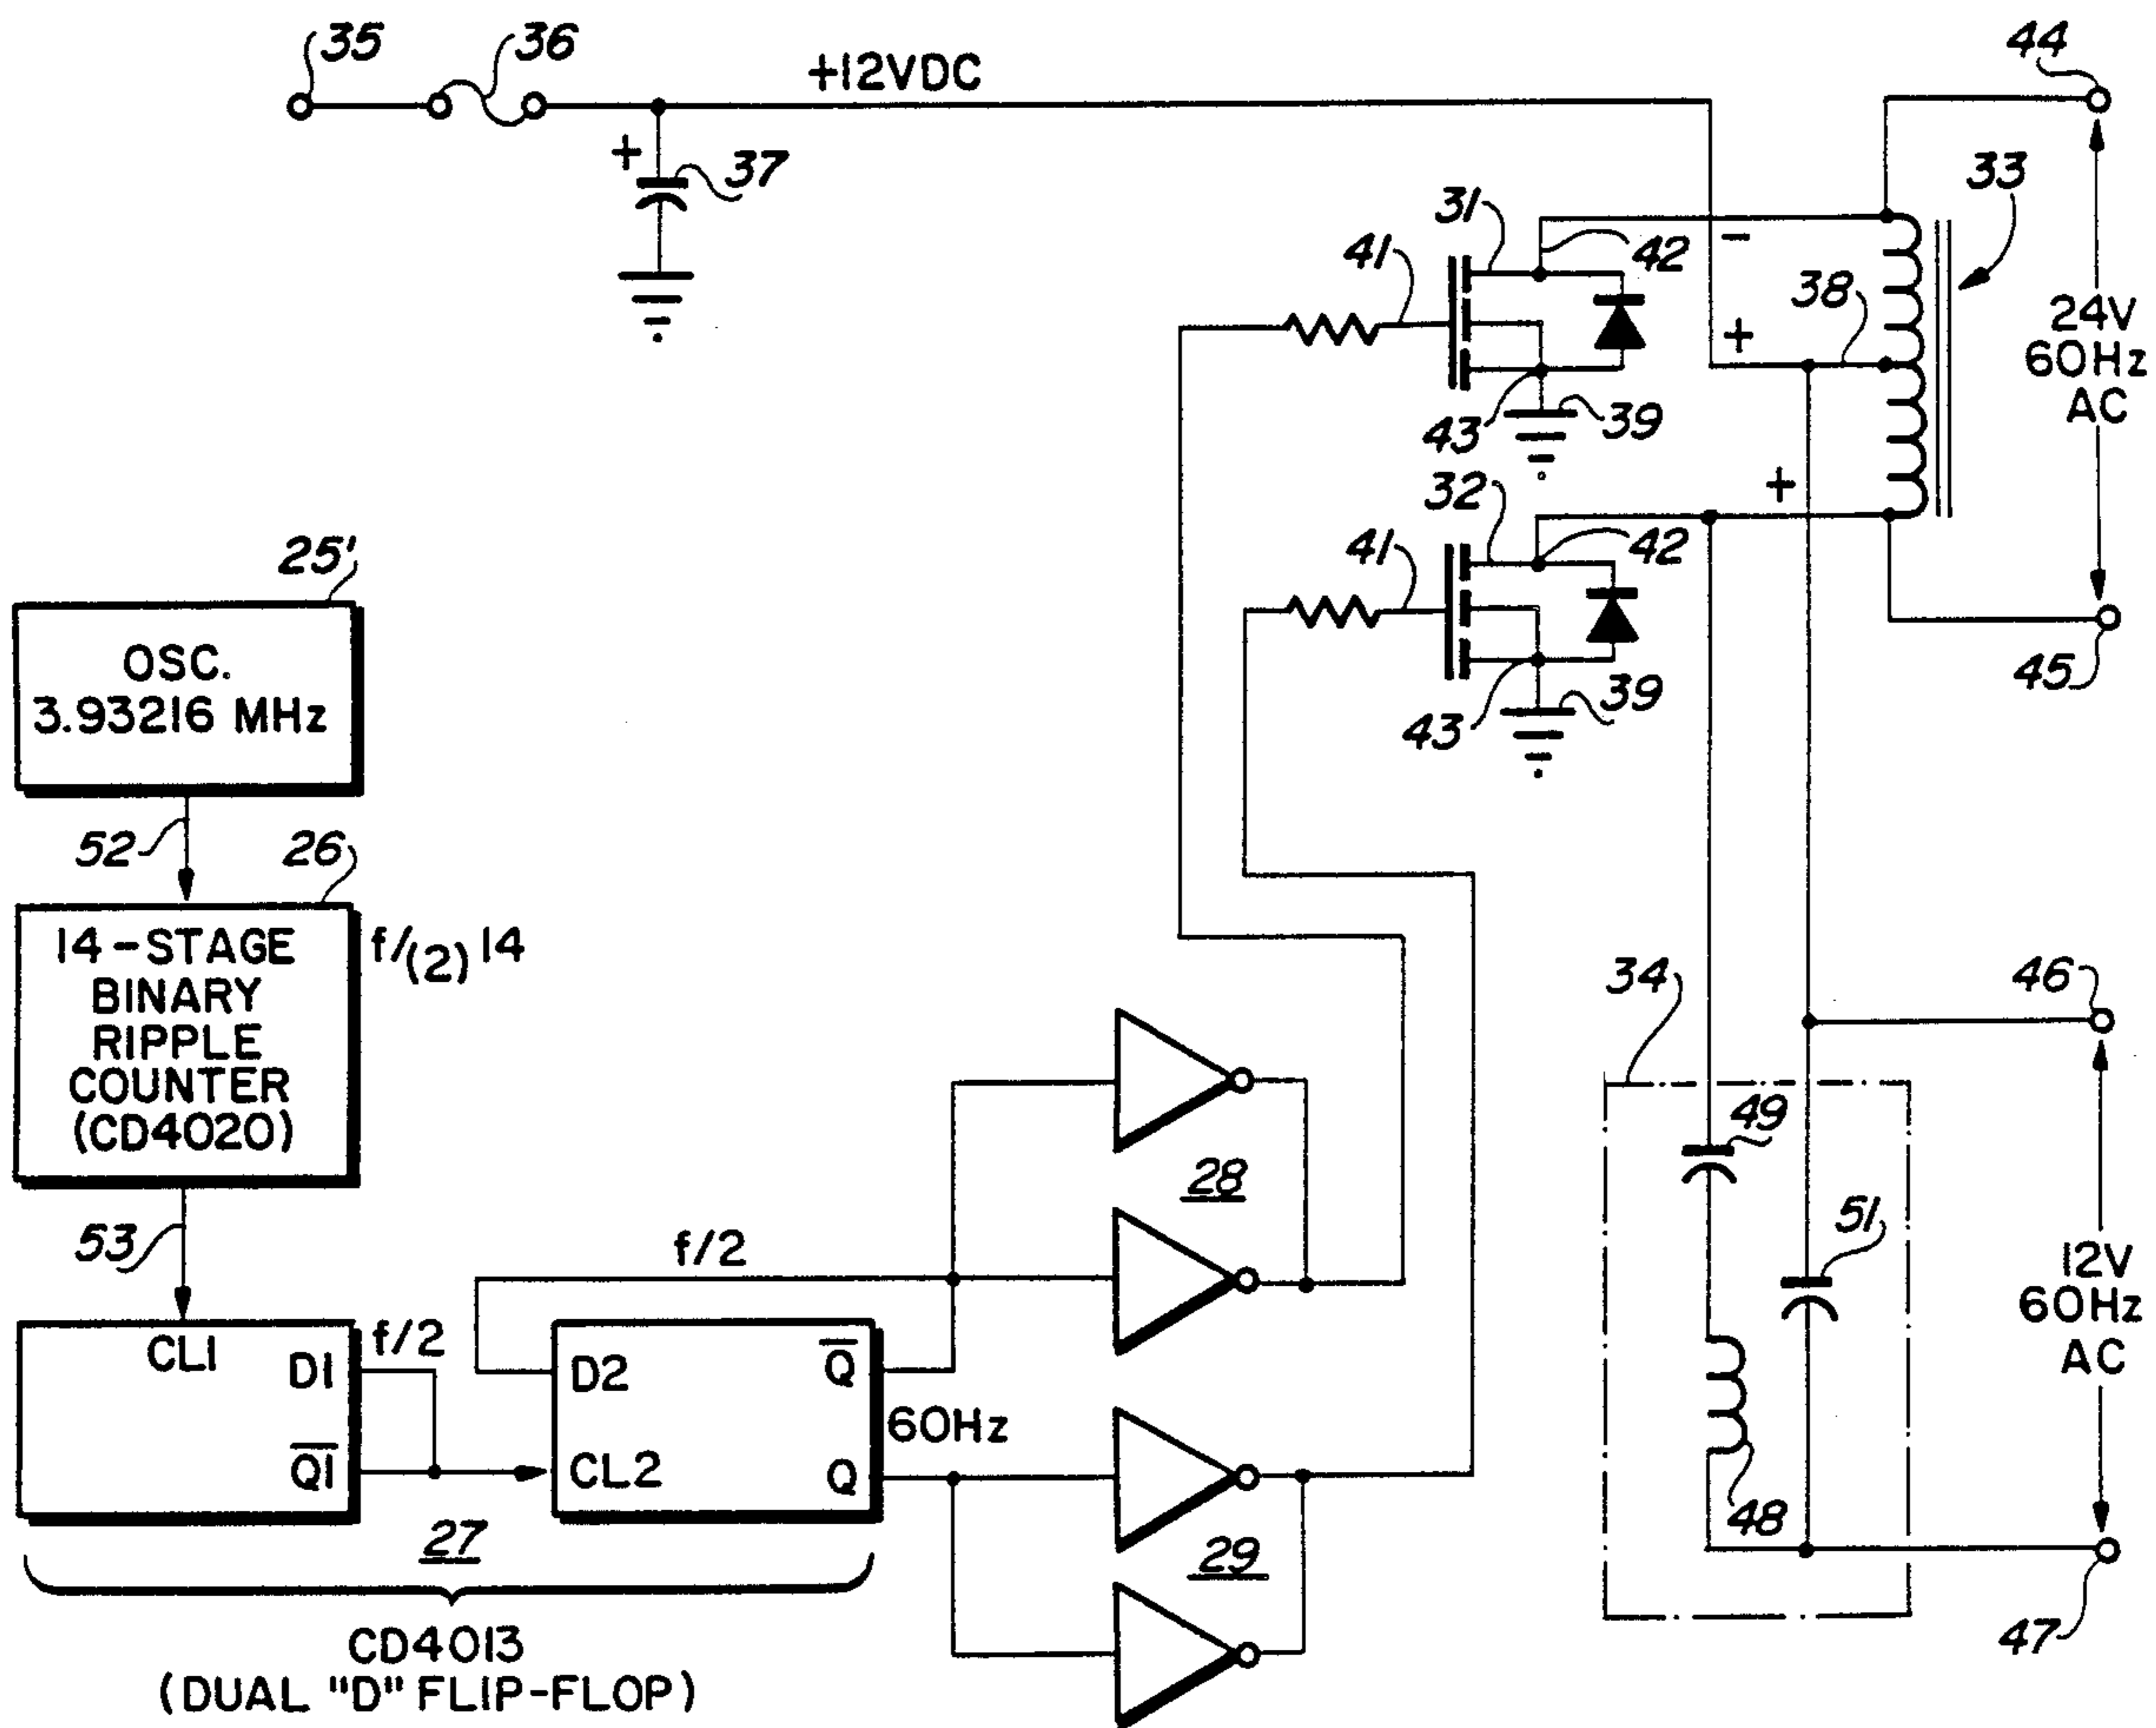 35
36
+12VDC
44
+
37
33
31
-
42
41
38
24V
60Hz
AC
+
43
39
32
+
41
42
45
43
39
25'
OSC.
3.93216 MHz
52
26
14-STAGE
BINARY
RIPPLE
COUNTER
(CD4020)
f/(2)14
34
46
49
28
51
53
f/2
12V
60Hz
AC
CL1
D1
f/2
Q1
D2
Q
CL2
Q
60Hz
48
27
29
47
CD4013
(DUAL "D" FLIP-FLOP)